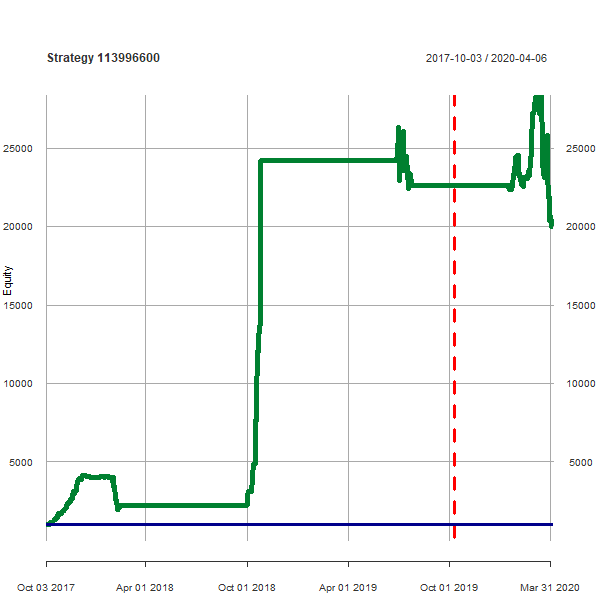 Strategy 113996600
2017-10-03 / 2020-04-06
25000
25000
20000
20000
Equity
15000
15000
10000
10000
5000
5000
Oct 03 2017
Apr 01 2018
Oct 01 2018
Apr 01 2019
Oct 01 2019
Mar 31 2020